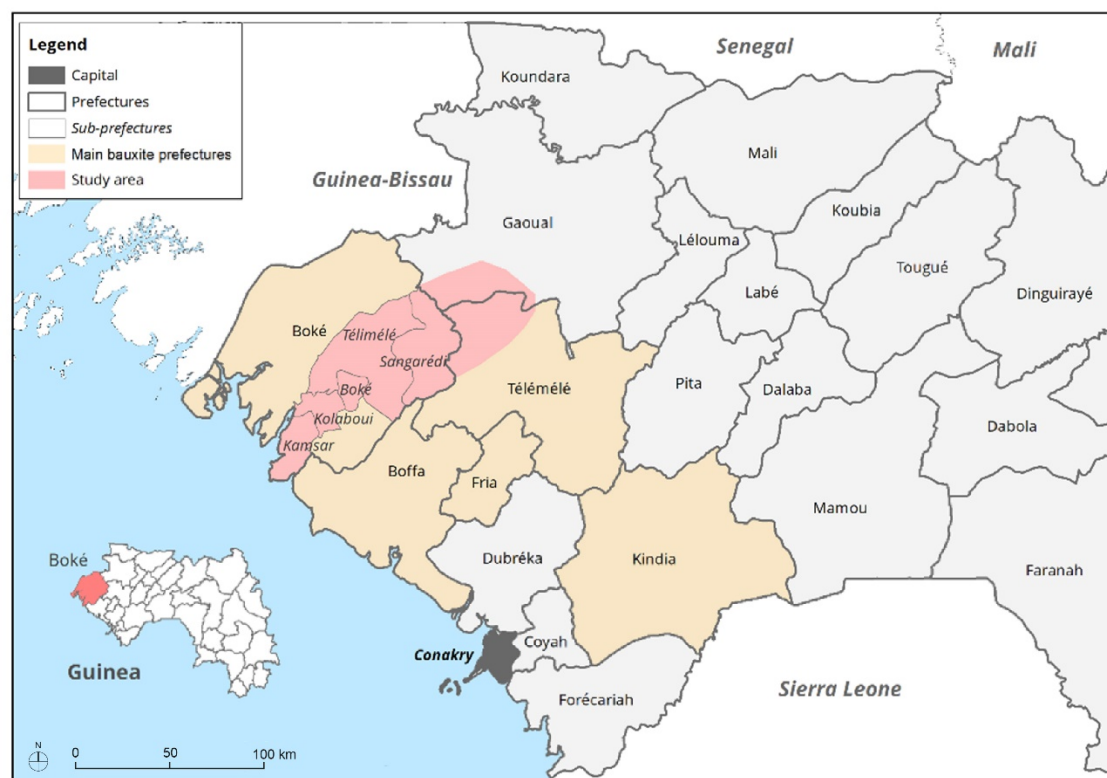 Legend
Capital
Prefectures
Sub-prefectures
Main bauxite prefectures
Study area
Senegal
Mali
Koundara
Mali
Guinea-Bissau
Koubia
Gaoual
Lélouma
Tougué
Labé
Dinguirayé
Boké
Télimélé
Sangarédi
Boké
Kolaboui
Kamsar
Télémélé
Pita
Dalaba
Dabola
Boffa
Fria
Mamou
Dubréka
Kindia
Faranah
Boké
Guinea
Conakry
Coyah
Forécariah
Sierra Leone
N
0 50 100 km